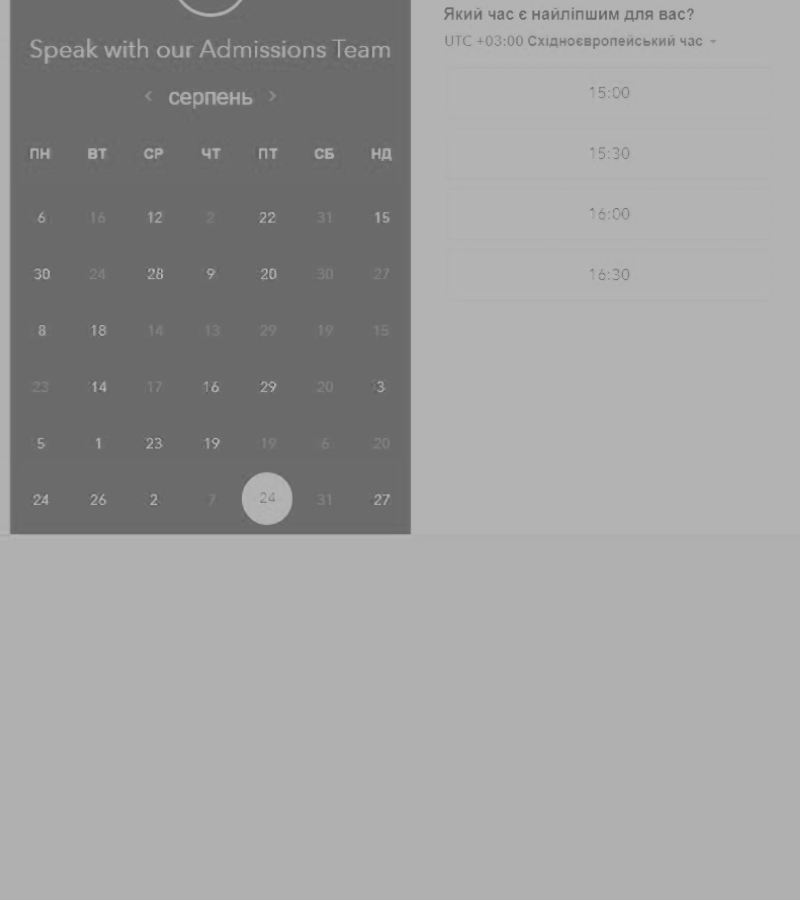 Speak with our Admissions Team
< серпень >
ПН ВТ СР ЧТ ПТ СБ НД
6 16 12 2 22 31 15
30 24 28 9 20 30 27
8 18 14 13 29 19 15
23 14 17 16 29 20 3
5 1 23 19 19 6 20
24 26 2 7 24 31 27
Який час є найліпшим для вас?
UTC +03:00 Східноєвропейський час
15:00
15:30
16:00
16:30